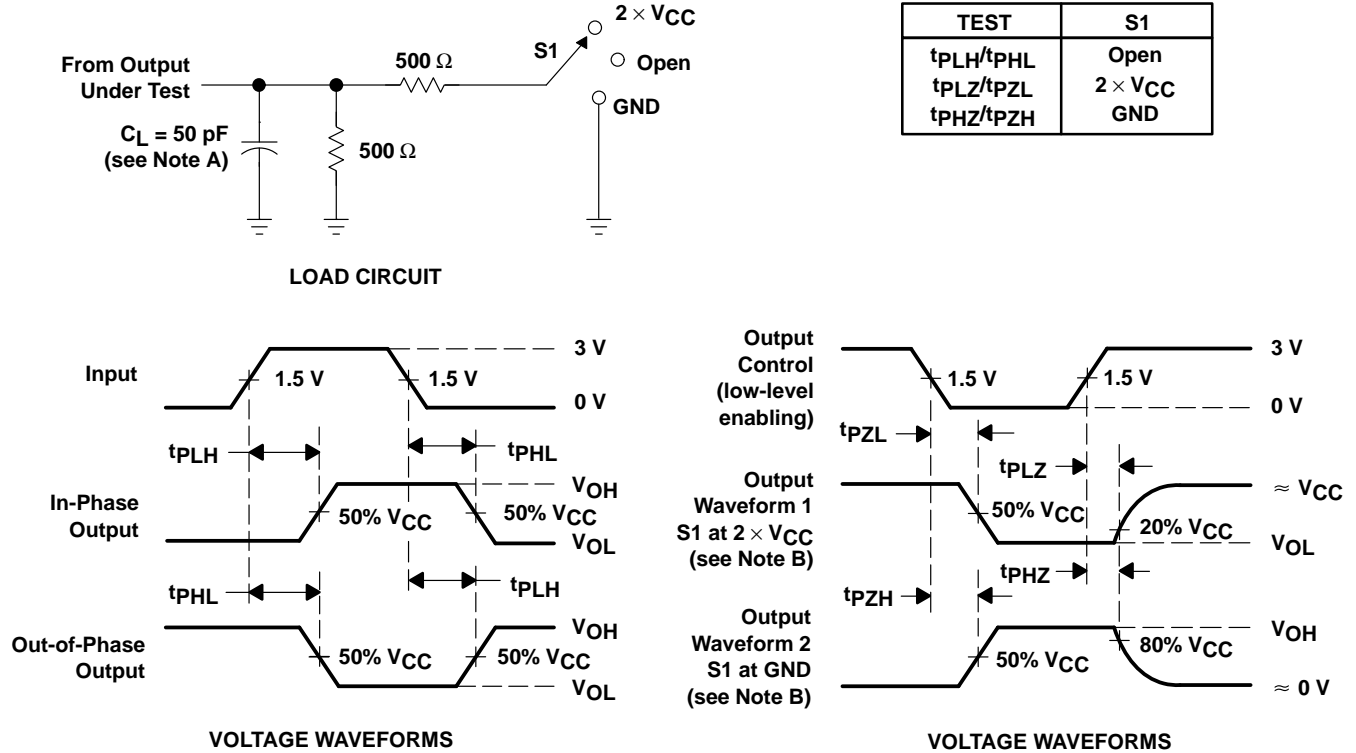 2 × VCC
S1
Open
GND
500 Ω
From Output
Under Test
CL = 50 pF
(see Note A)
500 Ω
LOAD CIRCUIT
TEST S1
tPLH/tPHL Open
tPLZ/tPZL 2 × VCC
tPHZ/tPZH GND
Input
1.5 V
1.5 V
3 V
0 V
tPLH
tPHL
In-Phase
Output
50% VCC
50% VCC
VOH
VOL
tPHL
tPLH
Out-of-Phase
Output
50% VCC
50% VCC
VOH
VOL
VOLTAGE WAVEFORMS
Output
Control
(low-level
enabling)
1.5 V
1.5 V
3 V
0 V
tPZL
tPLZ
Output
Waveform 1
S1 at 2 × VCC
(see Note B)
50% VCC
20% VCC
≈ VCC
VOL
tPZH
tPHZ
Output
Waveform 2
S1 at GND
(see Note B)
50% VCC
80% VCC
VOH
≈ 0 V
VOLTAGE WAVEFORMS